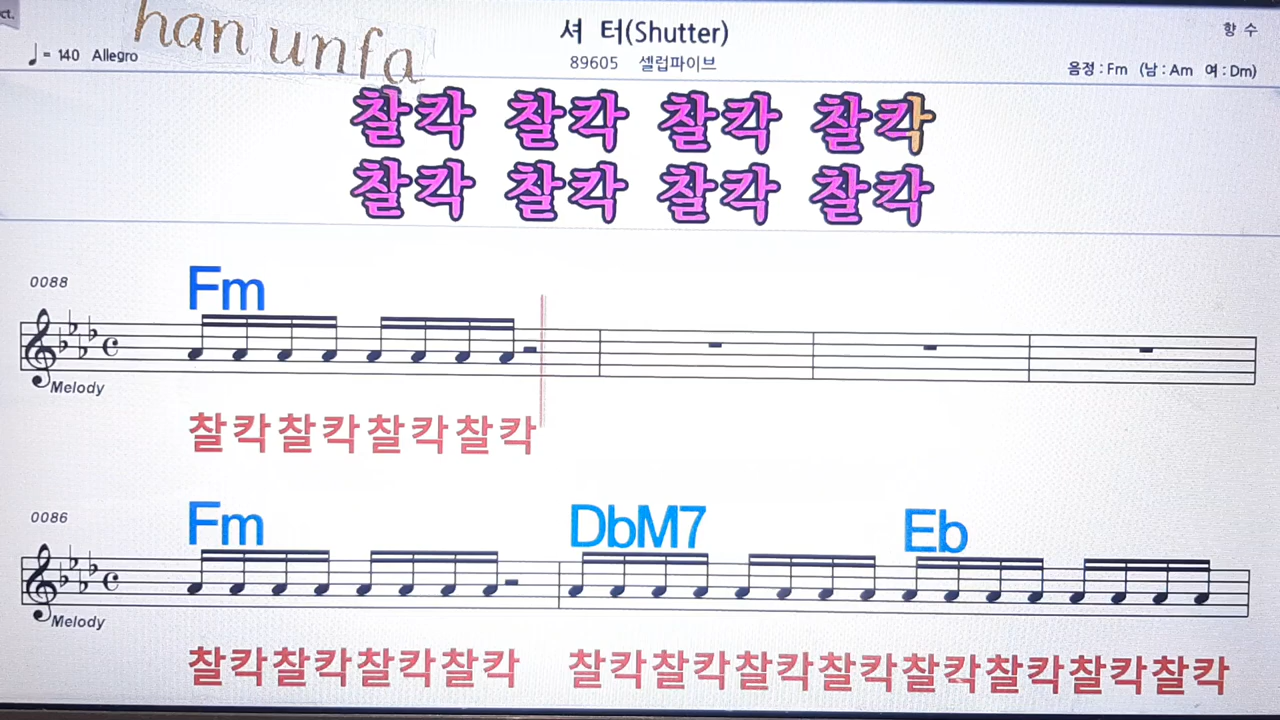 ct.
han unfa
셔 터(Shutter)
향 수
♩= 140 Allegro
89605 셀럽파이브
음정 : Fm (남 : Am 여 : Dm)
찰칵 찰칵 찰칵 찰칵
찰칵 찰칵 찰칵 찰칵
0088
Fm
Melody
찰칵찰칵찰칵찰칵
0086
Fm DbM7 Eb
Melody
찰칵찰칵찰칵찰칵 찰칵찰칵찰칵찰칵찰칵찰칵찰칵찰칵